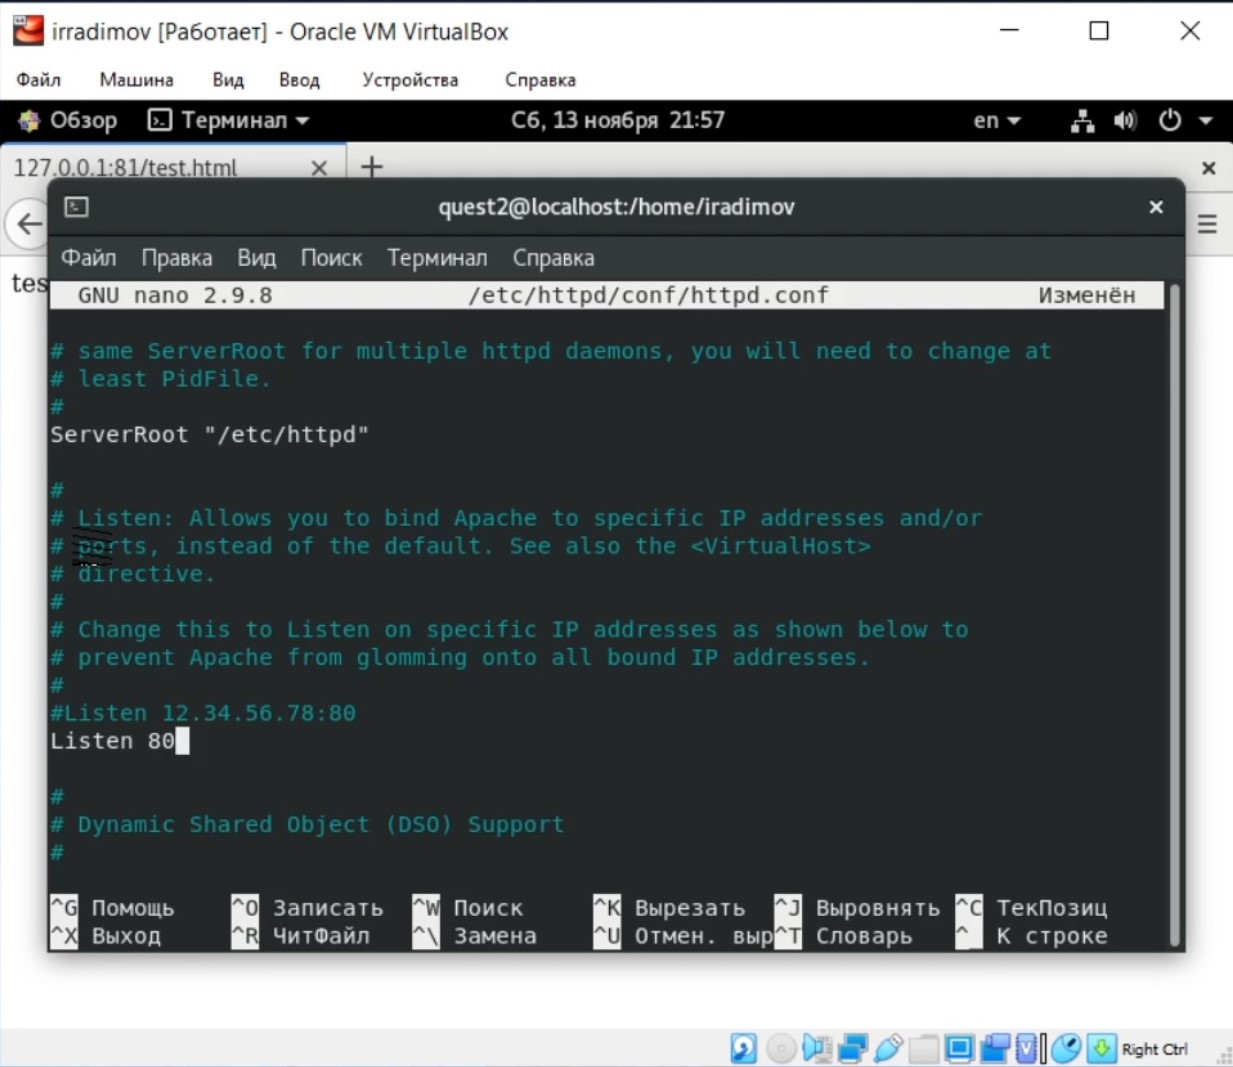 irradimov [Работает] - Oracle VM VirtualBox
Файл Машина Вид Ввод Устройства Справка
Обзор Терминал Сб, 13 ноября 21:57 en
127.0.0.1:81/test.html
quest2@localhost:/home/iradimov
Файл Правка Вид Поиск Терминал Справка
tes
GNU nano 2.9.8 /etc/httpd/conf/httpd.conf Изменён
# same ServerRoot for multiple httpd daemons, you will need to change at
# least PidFile.
#
ServerRoot "/etc/httpd"
#
# Listen: Allows you to bind Apache to specific IP addresses and/or
# ports, instead of the default. See also the <VirtualHost>
# directive.
#
# Change this to Listen on specific IP addresses as shown below to
# prevent Apache from glomming onto all bound IP addresses.
#
#Listen 12.34.56.78:80
Listen 80
#
# Dynamic Shared Object (DSO) Support
#
^G Помощь ^O Записать ^W Поиск ^K Вырезать ^J Выровнять ^C ТекПозиц
^X Выход ^R ЧитФайл ^\ Замена ^U Отмен. выр ^T Словарь ^_ К строке
Right Ctrl